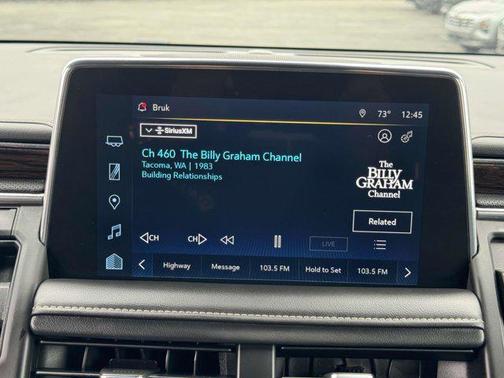 Bruk 73° 12:45
SiriusXM
Ch 460 The Billy Graham Channel
Tacoma, WA | 1983
Building Relationships
The
BILLY
GRAHAM
Channel
Related
CH CH LIVE
Highway Message 103.5 FM Hold to Set 103.5 FM